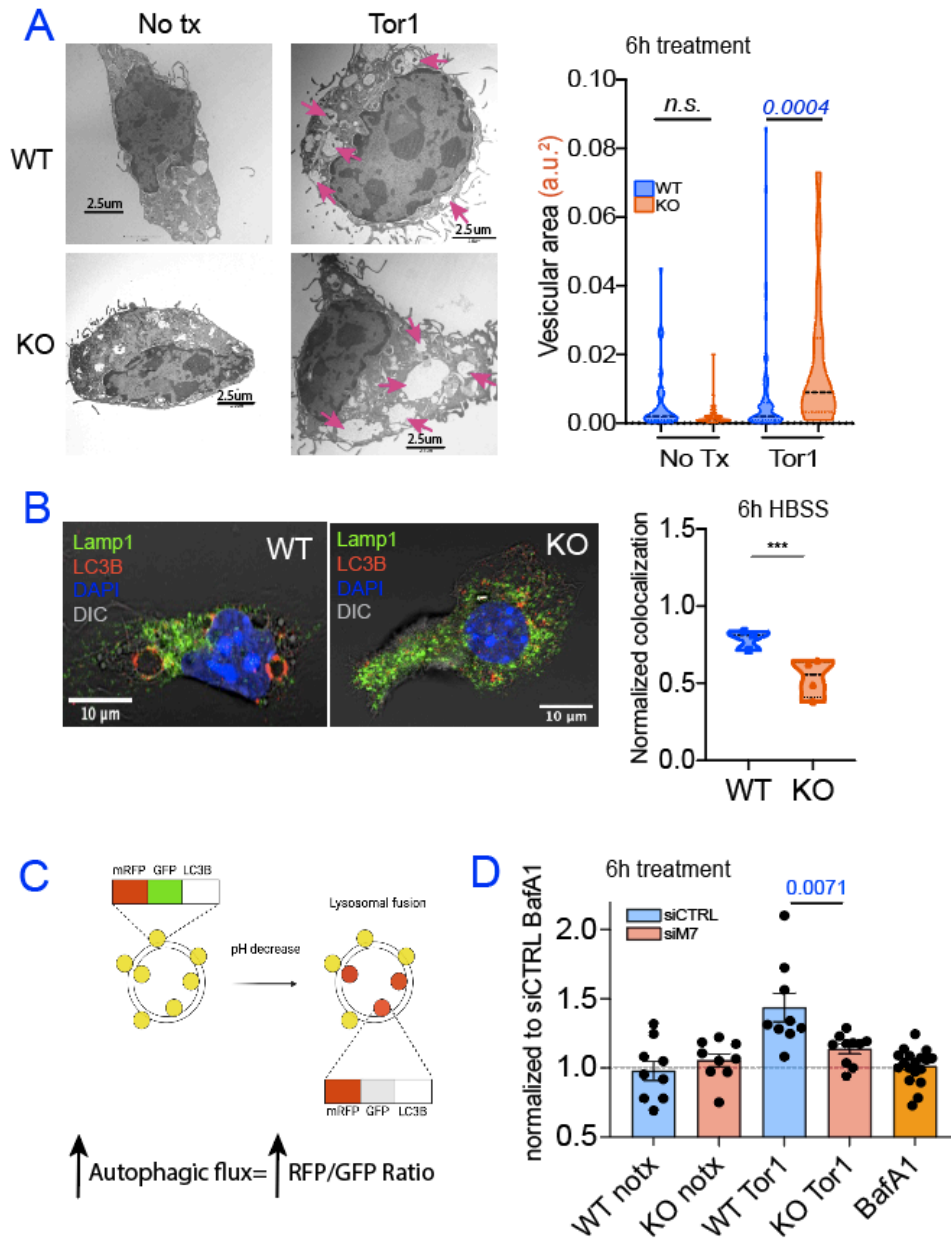 A
No tx
Tor1
WT
KO
2.5um
2.5um
2.5um
2.5um
6h treatment
Vesicular area (a.u.²)
0.10
0.08
0.06
0.04
0.02
0.00
n.s.
0.0004
WT
KO
No Tx
Tor1
B
Lamp1
LC3B
DAPI
DIC
WT
10 µm
Lamp1
LC3B
DAPI
DIC
KO
10 µm
6h HBSS
Normalized colocalization
1.5
1.0
0.5
0.0
***
WT
KO
C
mRFP GFP LC3B
Lysosomal fusion
pH decrease
mRFP GFP LC3B
Autophagic flux= RFP/GFP Ratio
D
6h treatment
0.0071
siCTRL
siM7
normalized to siCTRL BafA1
2.0
1.5
1.0
0.5
WT notx
KO notx
WT Tor1
KO Tor1
BafA1